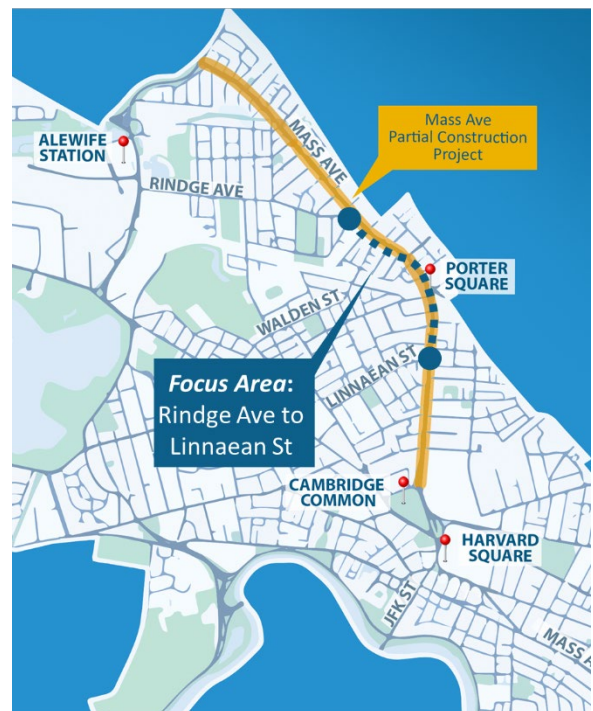 Mass Ave
Partial Construction
Project
ALEWIFE
STATION
MASS AVE
RINDGE AVE
PORTER
SQUARE
WALDEN ST
LINNAEAN ST
Focus Area:
Rindge Ave to
Linnaean St
CAMBRIDGE
COMMON
HARVARD
SQUARE
JFK ST
MASS A